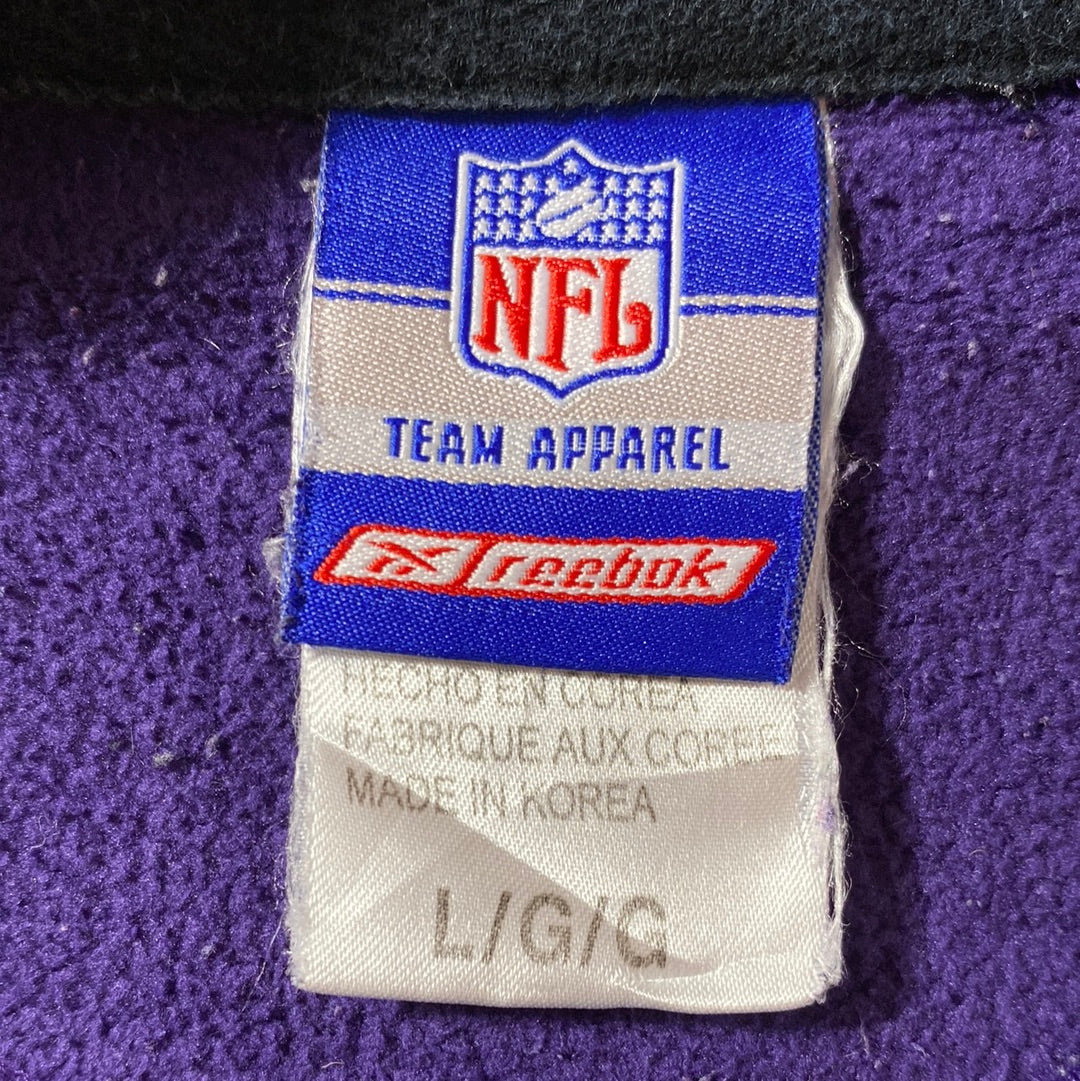 NFL
TEAM APPAREL
reebok
HECHO EN COREA
FABRIQUE AUX COREE
MADE IN KOREA
L/G/G